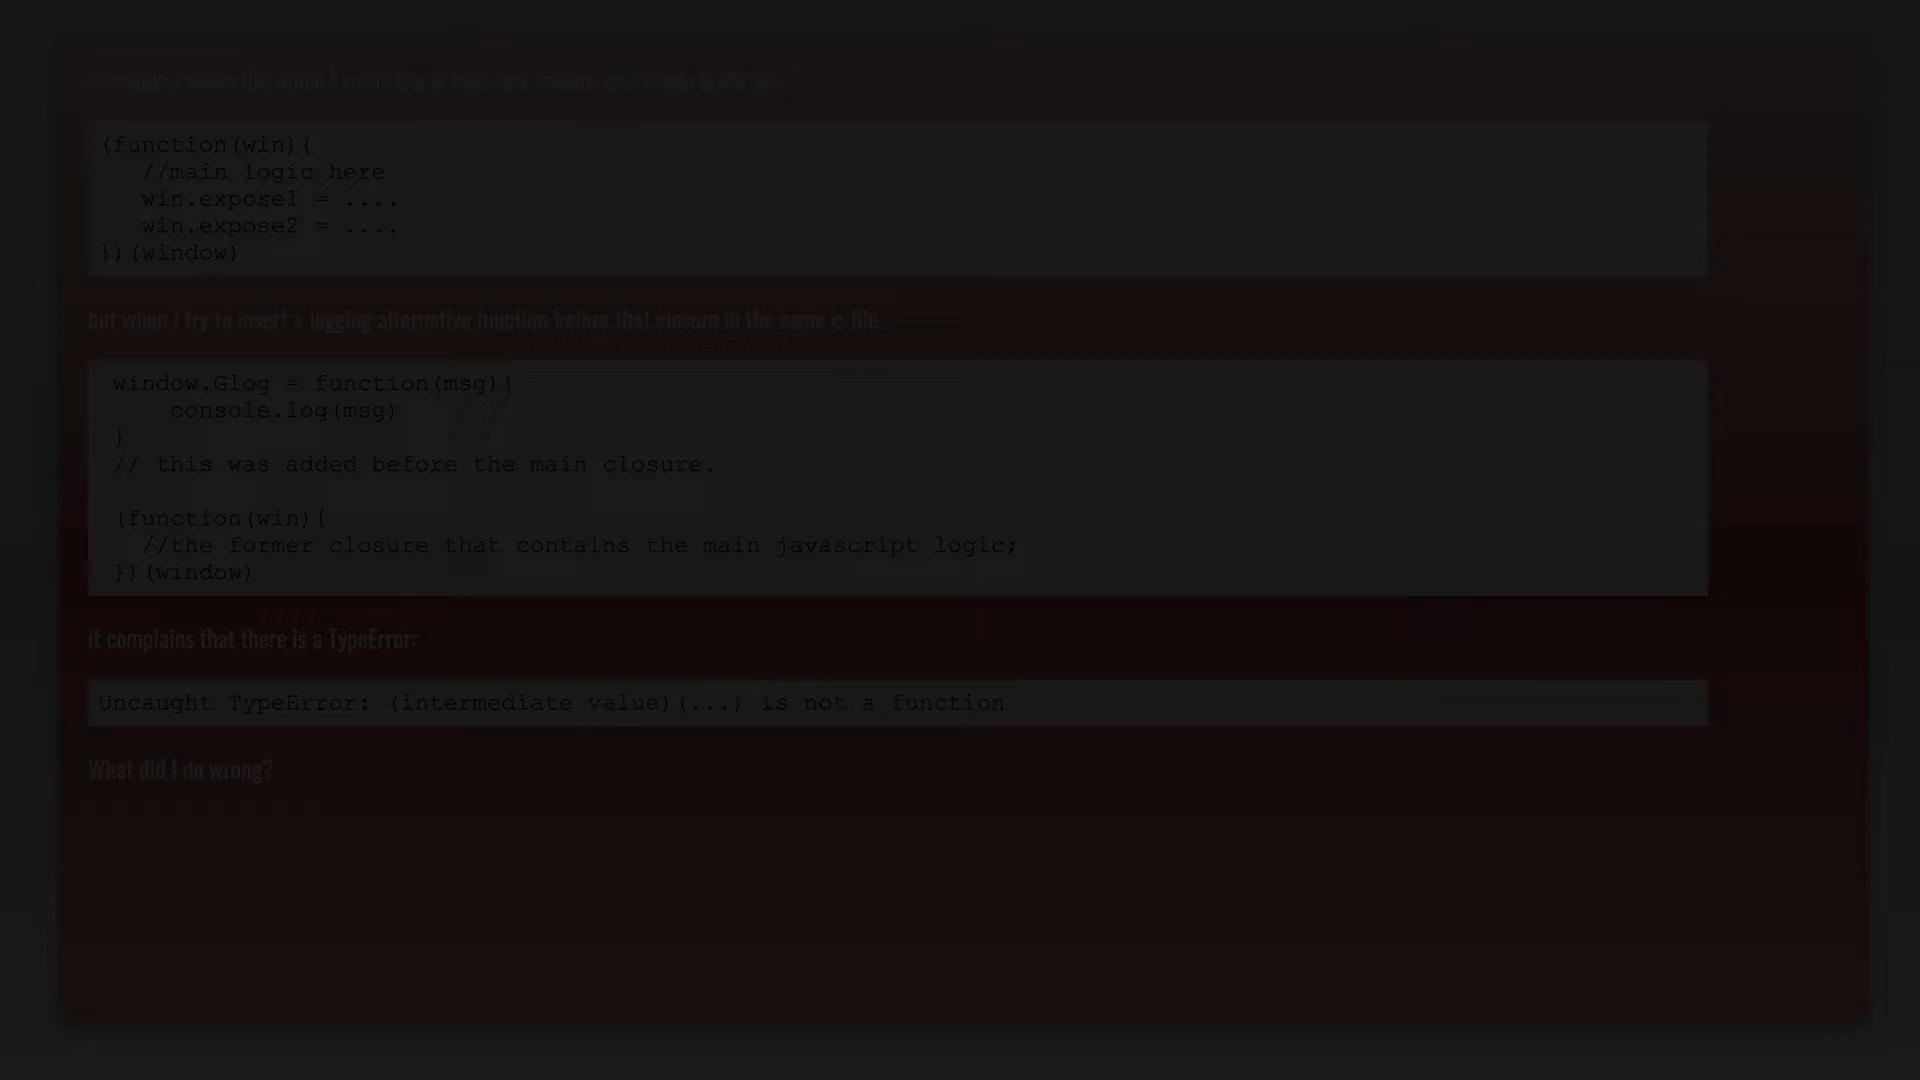 (function(win){
//main logic here
win.expose1 = ....
win.expose2 = ....
})(window)
but when i try to insert a logging alternative function before that closure in the same js file,
window.Glog = function(msg){
console.log(msg)
}
// this was added before the main closure.
(function(win){
//the former closure that contains the main javascript logic;
})(window)
it complains that there is a TypeError:
Uncaught TypeError: (intermediate value)(...) is not a function
What did I do wrong?